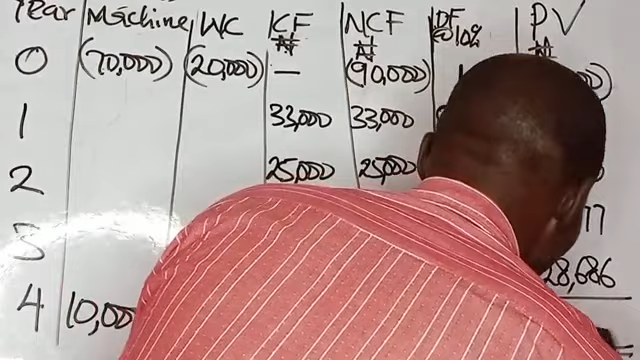 Year Machine WC KF NCF DF PV
₦ ₦ @10% ₦
0 (70,000) (20,000) — (90,000)
1 33,000 33,000
2 25,000 25,000
3
28,686
4 10,000